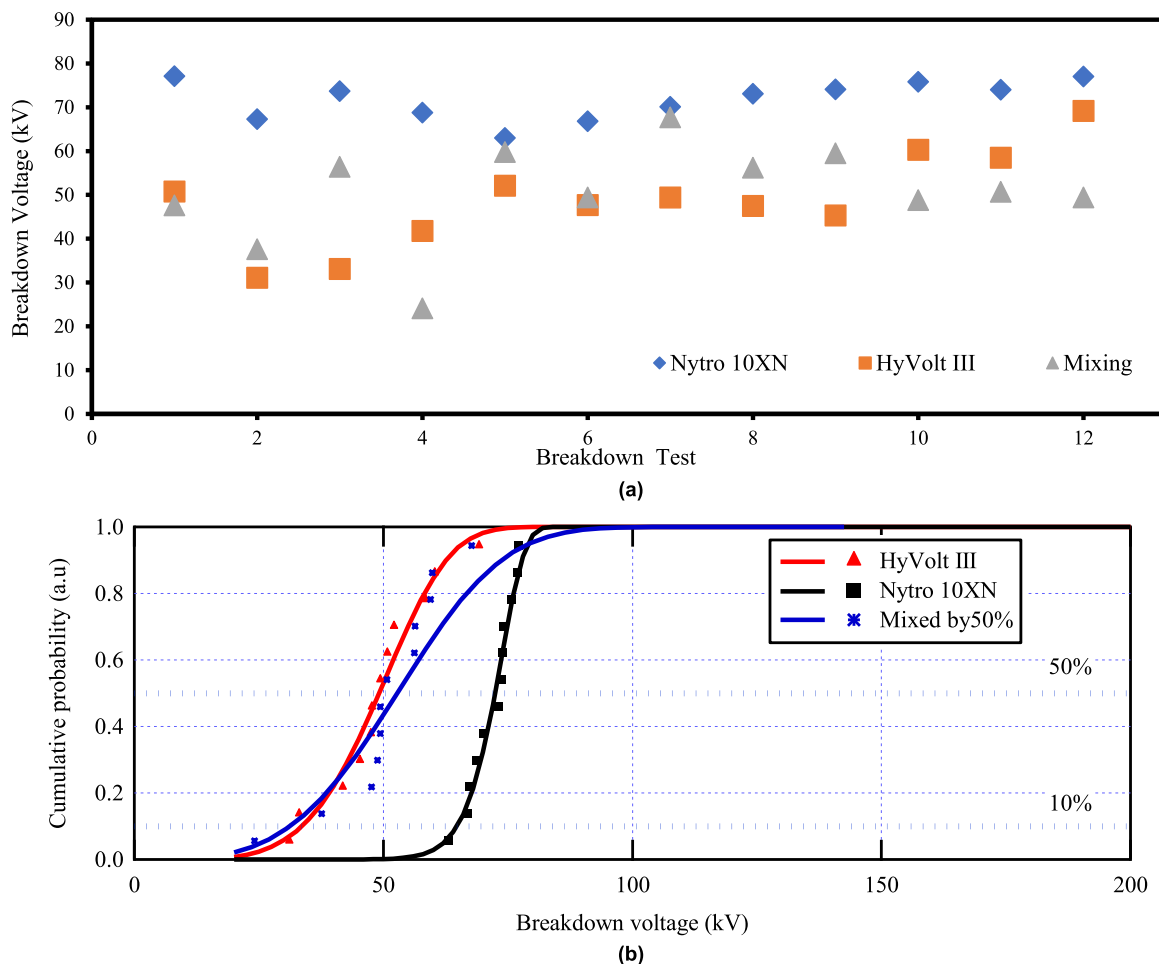 90
80
70
60
50
40
30
20
10
0
Breakdown Voltage (kV)
Nytro 10XN HyVolt III Mixing
0 2 4 6 8 10 12
Breakdown Test
(a)
1.0
0.8
0.6
0.4
0.2
0.0
Cumulative probability (a.u)
HyVolt III
Nytro 10XN
Mixed by50%
50%
10%
0 50 100 150 200
Breakdown voltage (kV)
(b)